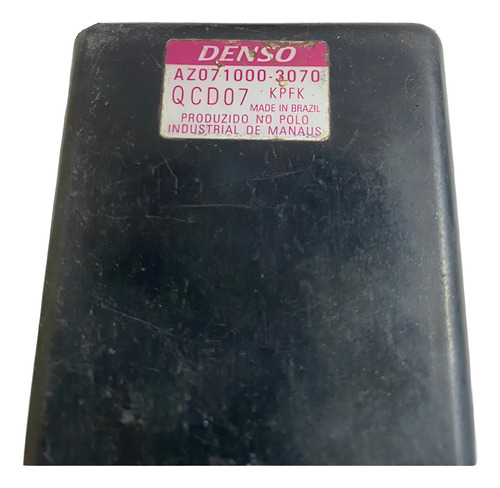 DENSO
AZ071000-3070
QCD07 KPFK
MADE IN BRAZIL
PRODUZIDO NO POLO
INDUSTRIAL DE MANAUS